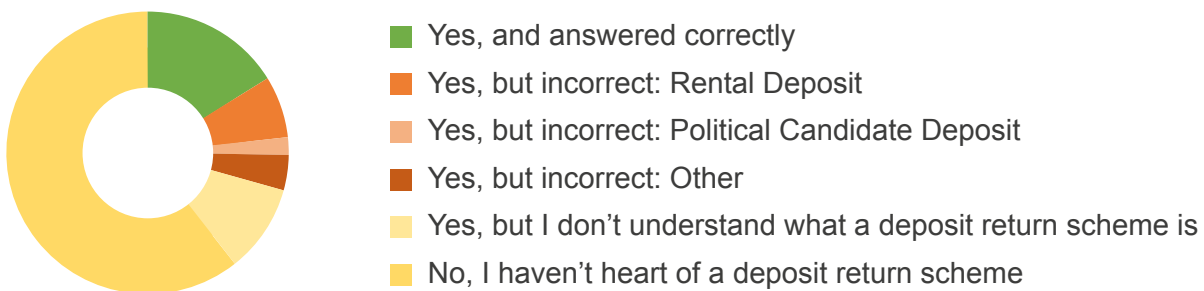 Yes, and answered correctly
Yes, but incorrect: Rental Deposit
Yes, but incorrect: Political Candidate Deposit
Yes, but incorrect: Other
Yes, but I don’t understand what a deposit return scheme is
No, I haven’t heart of a deposit return scheme